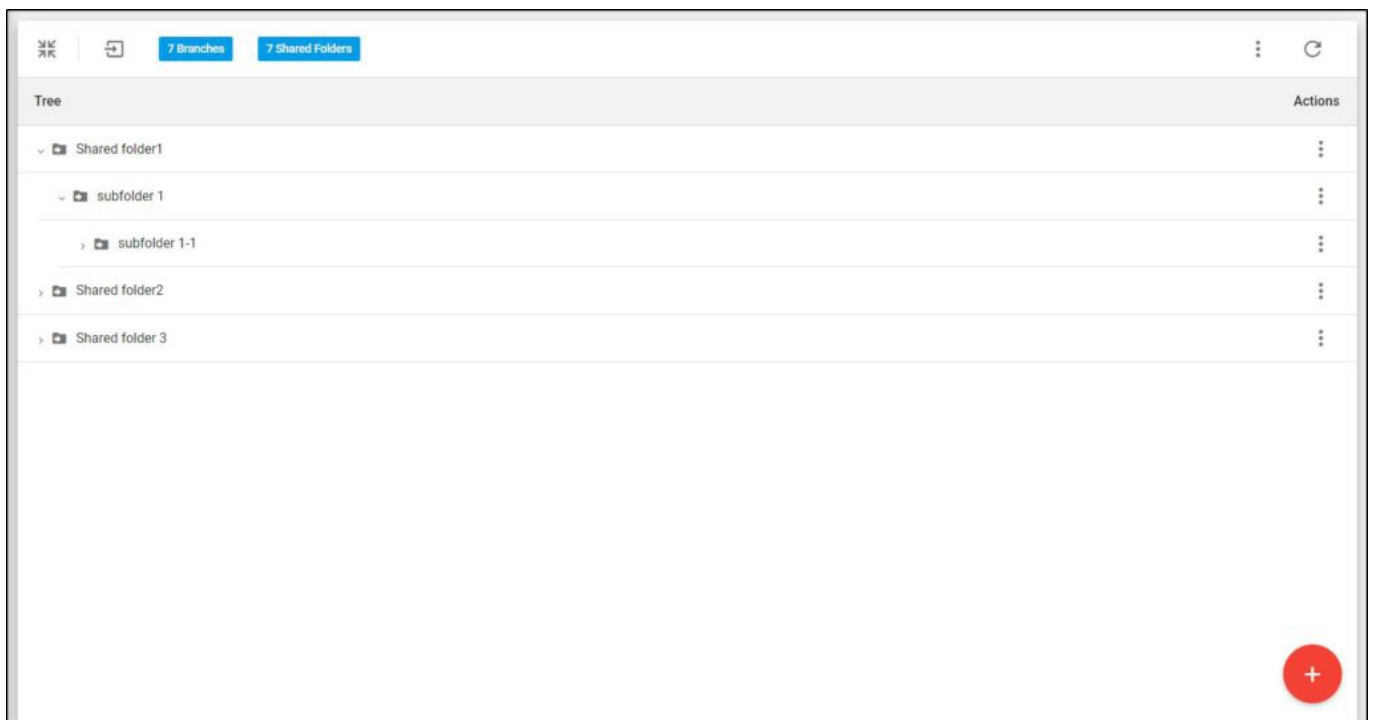 7 Branches 7 Shared Folders
Tree Actions
Shared folder1
subfolder 1
subfolder 1-1
Shared folder2
Shared folder 3